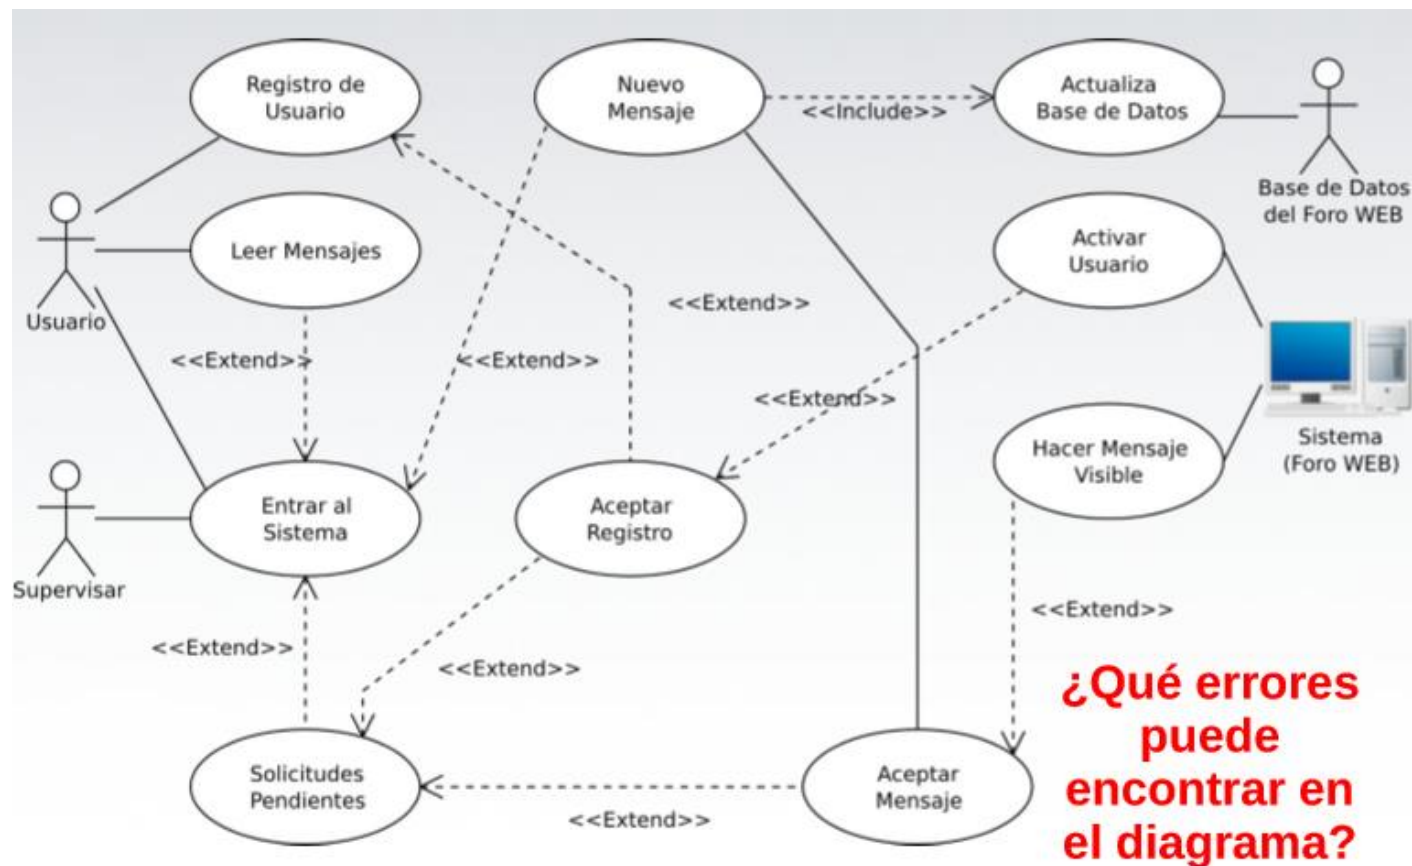 Registro de
Usuario
Nuevo
Mensaje
<<Include>>
Actualiza
Base de Datos
Base de Datos
del Foro WEB
Leer Mensajes
Activar
Usuario
Usuario
<<Extend>>
<<Extend>>
<<Extend>>
<<Extend>>
Sistema
(Foro WEB)
Hacer Mensaje
Visible
Entrar al
Sistema
Aceptar
Registro
Supervisar
<<Extend>>
<<Extend>>
<<Extend>>
Solicitudes
Pendientes
<<Extend>>
Aceptar
Mensaje
¿Qué errores
puede
encontrar en
el diagrama?